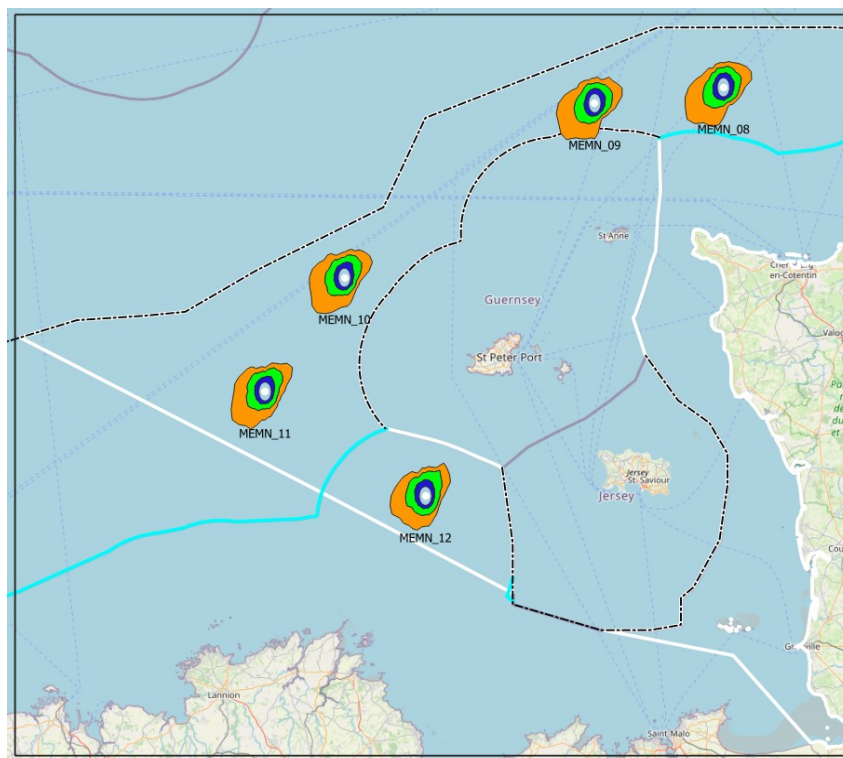 MEMN_09
MEMN_08
St Anne
en-Cotentin
Guernsey
MEMN_10
St Peter Port
MEMN_11
Jersey
St. Saviour
Jersey
MEMN_12
Lannion
Saint-Malo